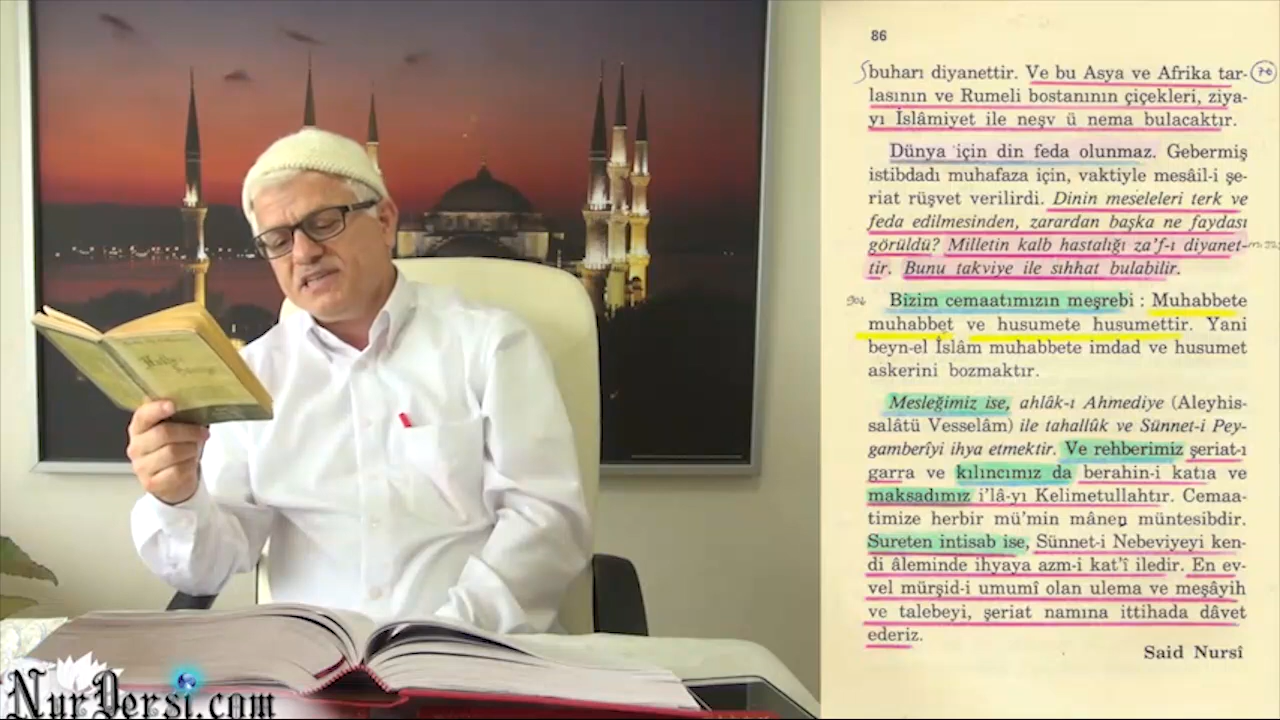 86
buharı diyanettir. Ve bu Asya ve Afrika tar-
lasının ve Rumeli bostanının çiçekleri, ziya-
yı İslâmiyet ile neşv ü nema bulacaktır.
Dünya için din feda olunmaz. Gebermiş
istibdadı muhafaza için, vaktiyle mesâil-i şe-
riat rüşvet verilirdi. Dinin meseleleri terk ve
feda edilmesinden, zarardan başka ne faydası
görüldü? Milletin kalb hastalığı za'f-ı diyanet-
tir. Bunu takviye ile sıhhat bulabilir.
Bizim cemaatımızın meşrebi : Muhabbete
muhabbet ve husumete husumettir. Yani
beyn-el İslâm muhabbete imdad ve husumet
askerini bozmaktır.
Mesleğimiz ise, ahlâk-ı Ahmediye (Aleyhis-
salâtü Vesselâm) ile tahallûk ve Sünnet-i Pey-
gamberîyi ihya etmektir. Ve rehberimiz şeriat-ı
garra ve kılıncımız da berahin-i katıa ve
maksadımız i'lâ-yı Kelimetullahtır. Cemaa-
timize herbir mü'min mânen müntesibdir.
Sureten intisab ise, Sünnet-i Nebeviyeyi ken-
di âleminde ihyaya azm-i kat'î iledir. En ev-
vel mürşid-i umumî olan ulema ve meşâyih
ve talebeyi, şeriat namına ittihada dâvet
ederiz.
Said Nursî
70
NurDersi.com